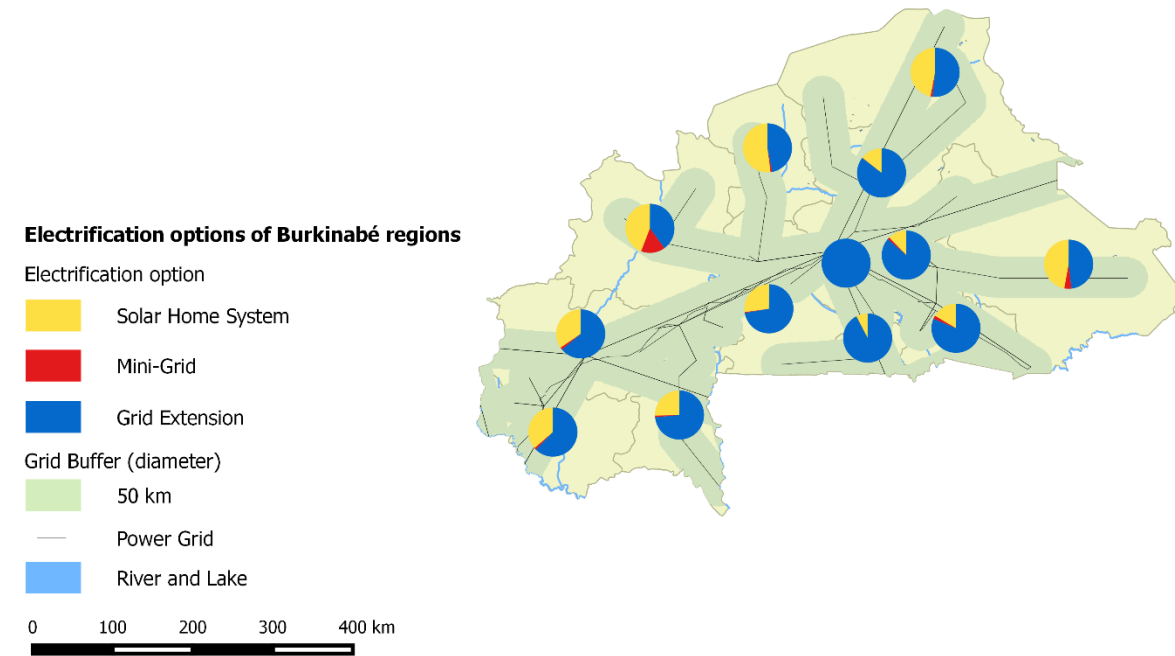 Electrification options of Burkinabé regions
Electrification option
Solar Home System
Mini-Grid
Grid Extension
Grid Buffer (diameter)
50 km
Power Grid
River and Lake
0 100 200 300 400 km